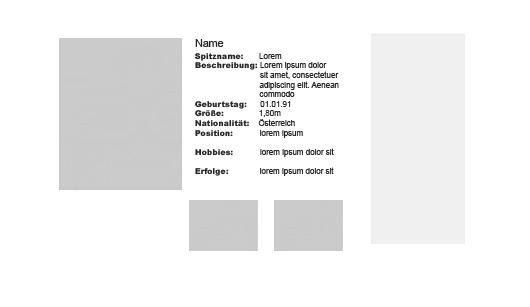 Name
Spitzname: Lorem
Beschreibung: Lorem ipsum dolor
sit amet, consectetuer
adipiscing elit. Aenean
commodo
Geburtstag: 01.01.91
Größe: 1,80m
Nationalität: Österreich
Position: lorem ipsum
Hobbies: lorem ipsum dolor sit
Erfolge: lorem ipsum dolor sit